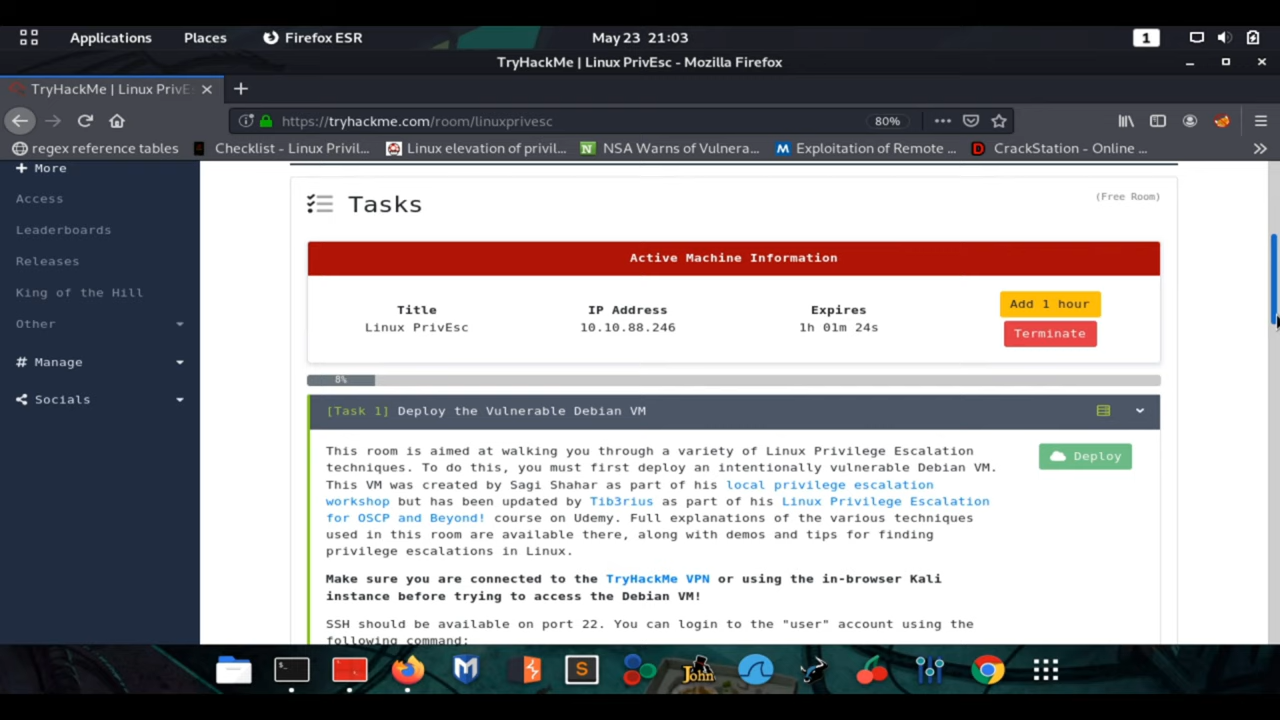 Applications Places Firefox ESR May 23 21:03 1
TryHackMe | Linux PrivEsc - Mozilla Firefox
TryHackMe | Linux PrivE
https://tryhackme.com/room/linuxprivesc 80%
regex reference tables Checklist - Linux Privil... Linux elevation of privil... NSA Warns of Vulnera... Exploitation of Remote ... CrackStation - Online ...
More
Access
Leaderboards
Releases
King of the Hill
Other
# Manage
Socials
Tasks
(Free Room)
Active Machine Information
Title IP Address Expires
Linux PrivEsc 10.10.88.246 1h 01m 24s
Add 1 hour
Terminate
8%
[Task 1] Deploy the Vulnerable Debian VM
Deploy
This room is aimed at walking you through a variety of Linux Privilege Escalation
techniques. To do this, you must first deploy an intentionally vulnerable Debian VM.
This VM was created by Sagi Shahar as part of his local privilege escalation
workshop but has been updated by Tib3rius as part of his Linux Privilege Escalation
for OSCP and Beyond! course on Udemy. Full explanations of the various techniques
used in this room are available there, along with demos and tips for finding
privilege escalations in Linux.
Make sure you are connected to the TryHackMe VPN or using the in-browser Kali
instance before trying to access the Debian VM!
SSH should be available on port 22. You can login to the "user" account using the
following command:
John